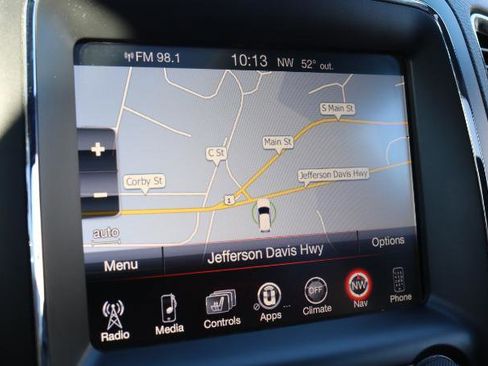 FM 98.1 10:13 NW 52° out.
S Main St
Main St
C St
Jefferson Davis Hwy
Corby St
1
+
−
auto
Menu Jefferson Davis Hwy Options
Radio Media Controls Apps OFF Climate NW Nav Phone